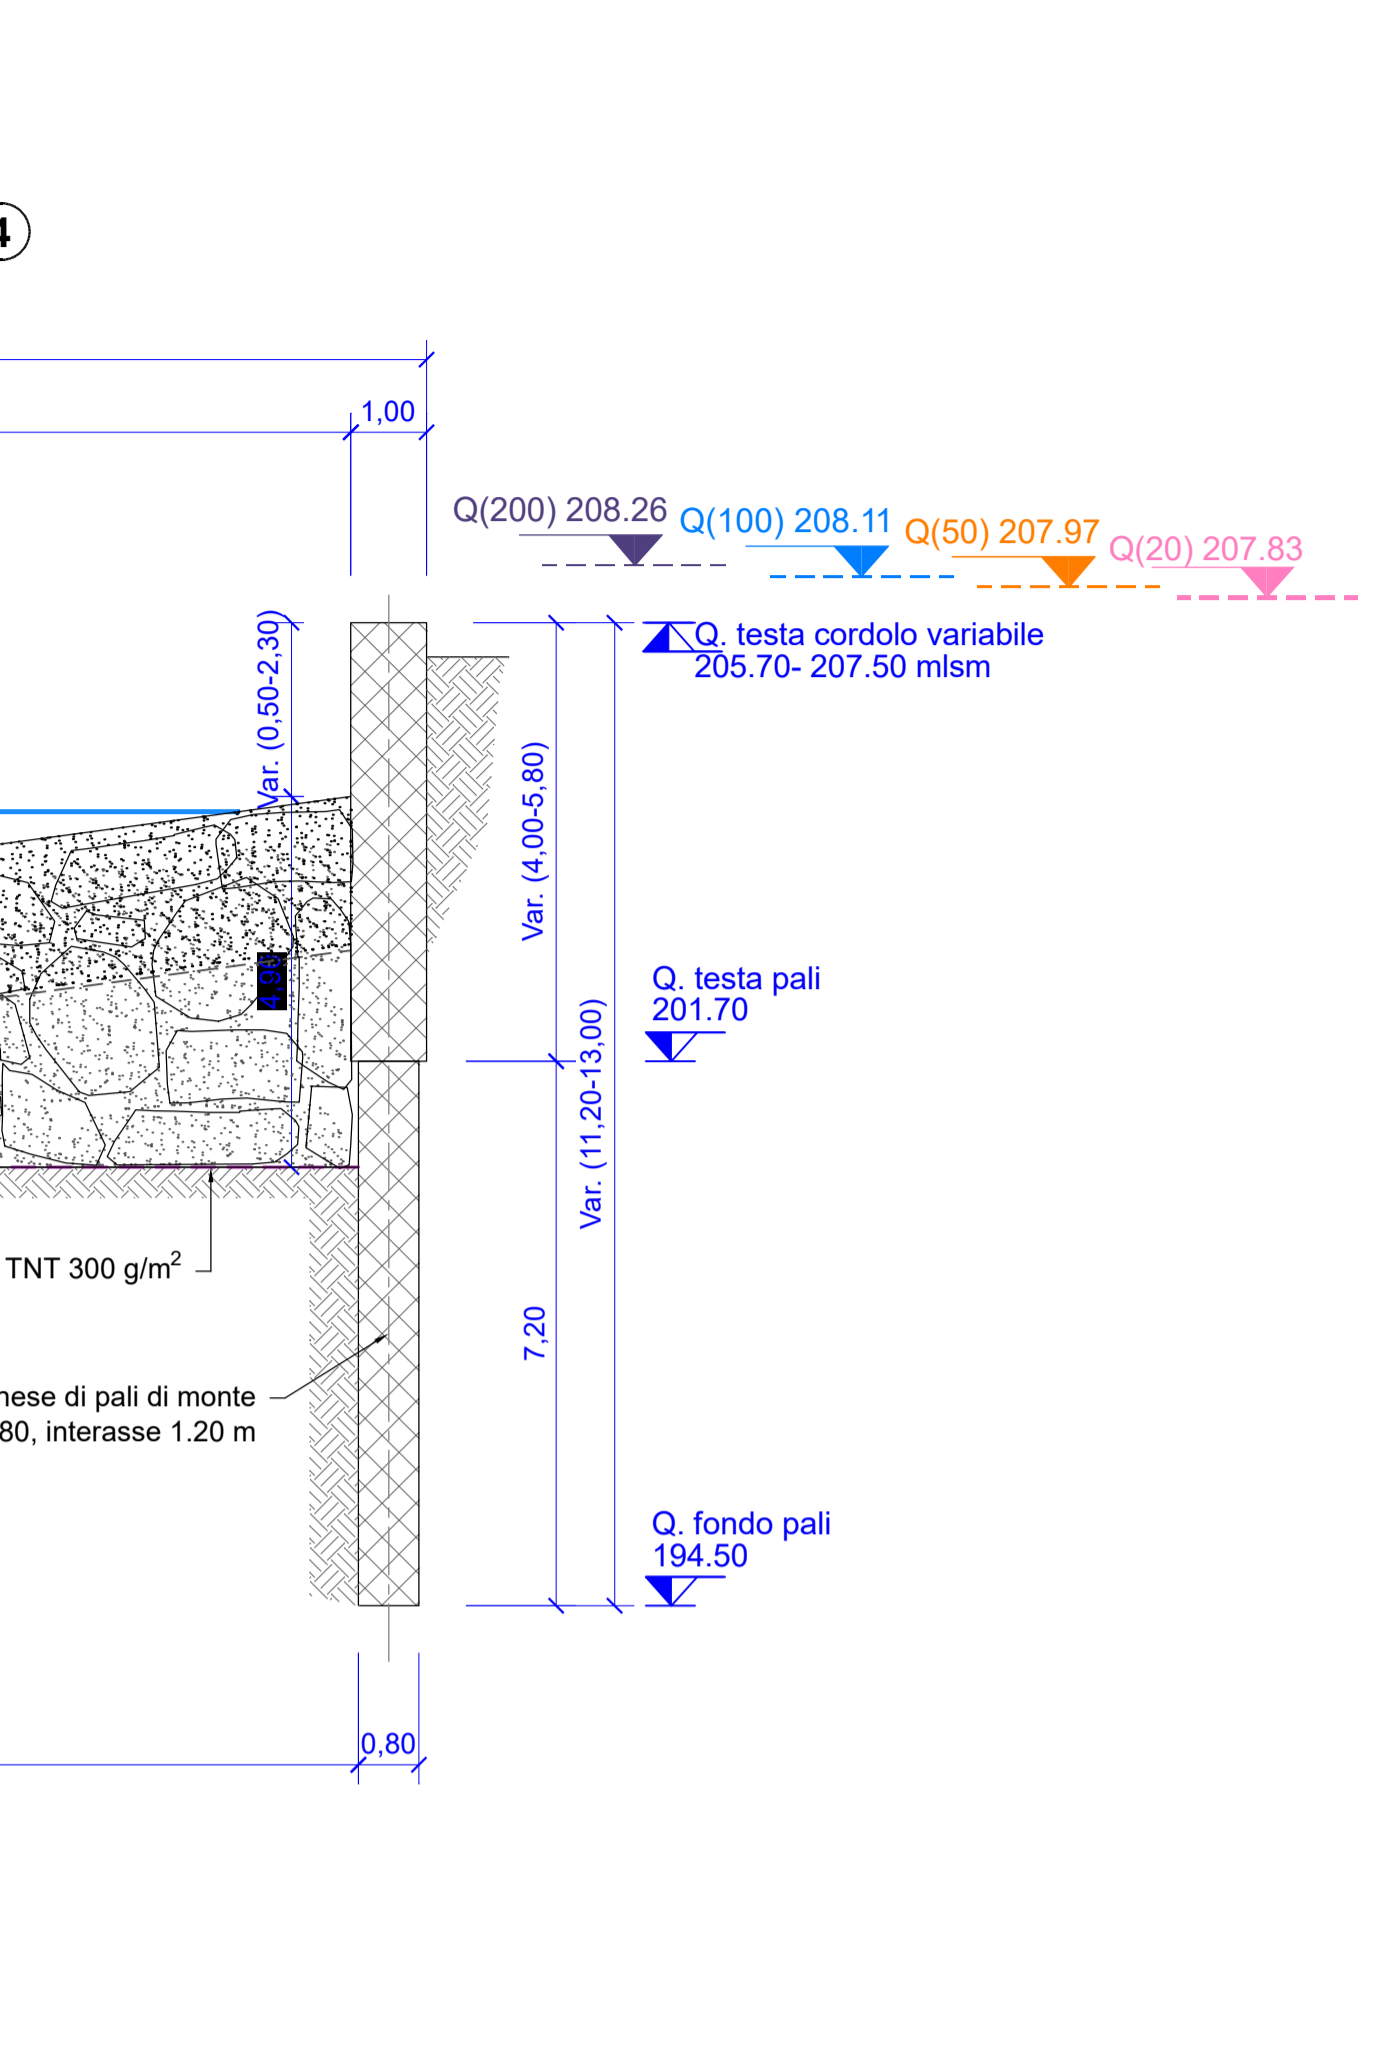 4
1,00
Q(200) 208.26
Q(100) 208.11
Q(50) 207.97
Q(20) 207.83
Var. (0,50-2,30)
Q. testa cordolo variabile
205.70- 207.50 mlsm
Var. (4,00-5,80)
4,90
Q. testa pali
201.70
Var. (11,20-13,00)
TNT 300 g/m²
7,20
nese di pali di monte
80, interasse 1.20 m
Q. fondo pali
194.50
0,80